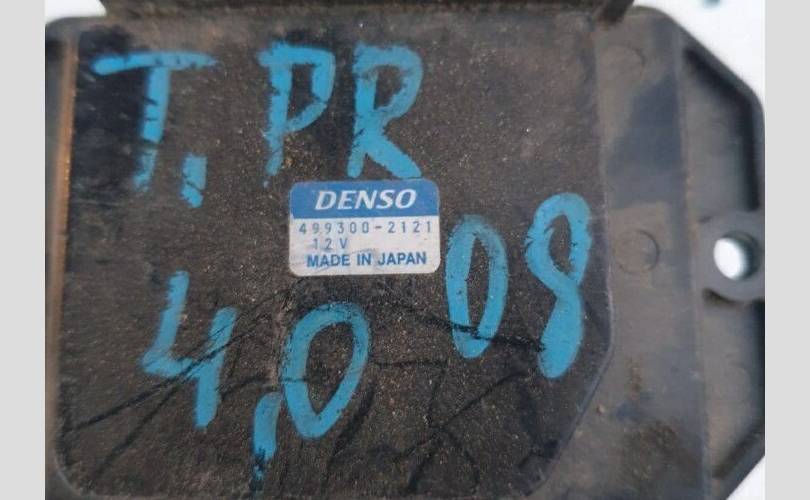 T. PR
DENSO
499300-2121
12V
MADE IN JAPAN
08
4,0